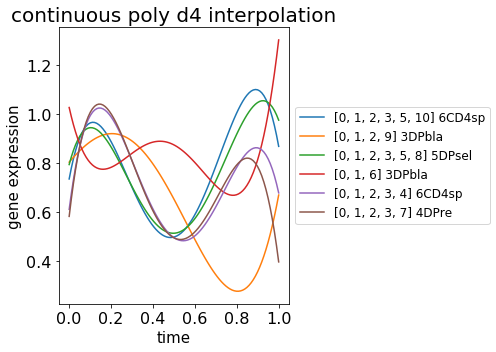 continuous poly d4 interpolation
gene expression
1.2
1.0
0.8
0.6
0.4
0.0 0.2 0.4 0.6 0.8 1.0
time
[0, 1, 2, 3, 5, 10] 6CD4sp
[0, 1, 2, 9] 3DPbla
[0, 1, 2, 3, 5, 8] 5DPsel
[0, 1, 6] 3DPbla
[0, 1, 2, 3, 4] 6CD4sp
[0, 1, 2, 3, 7] 4DPre